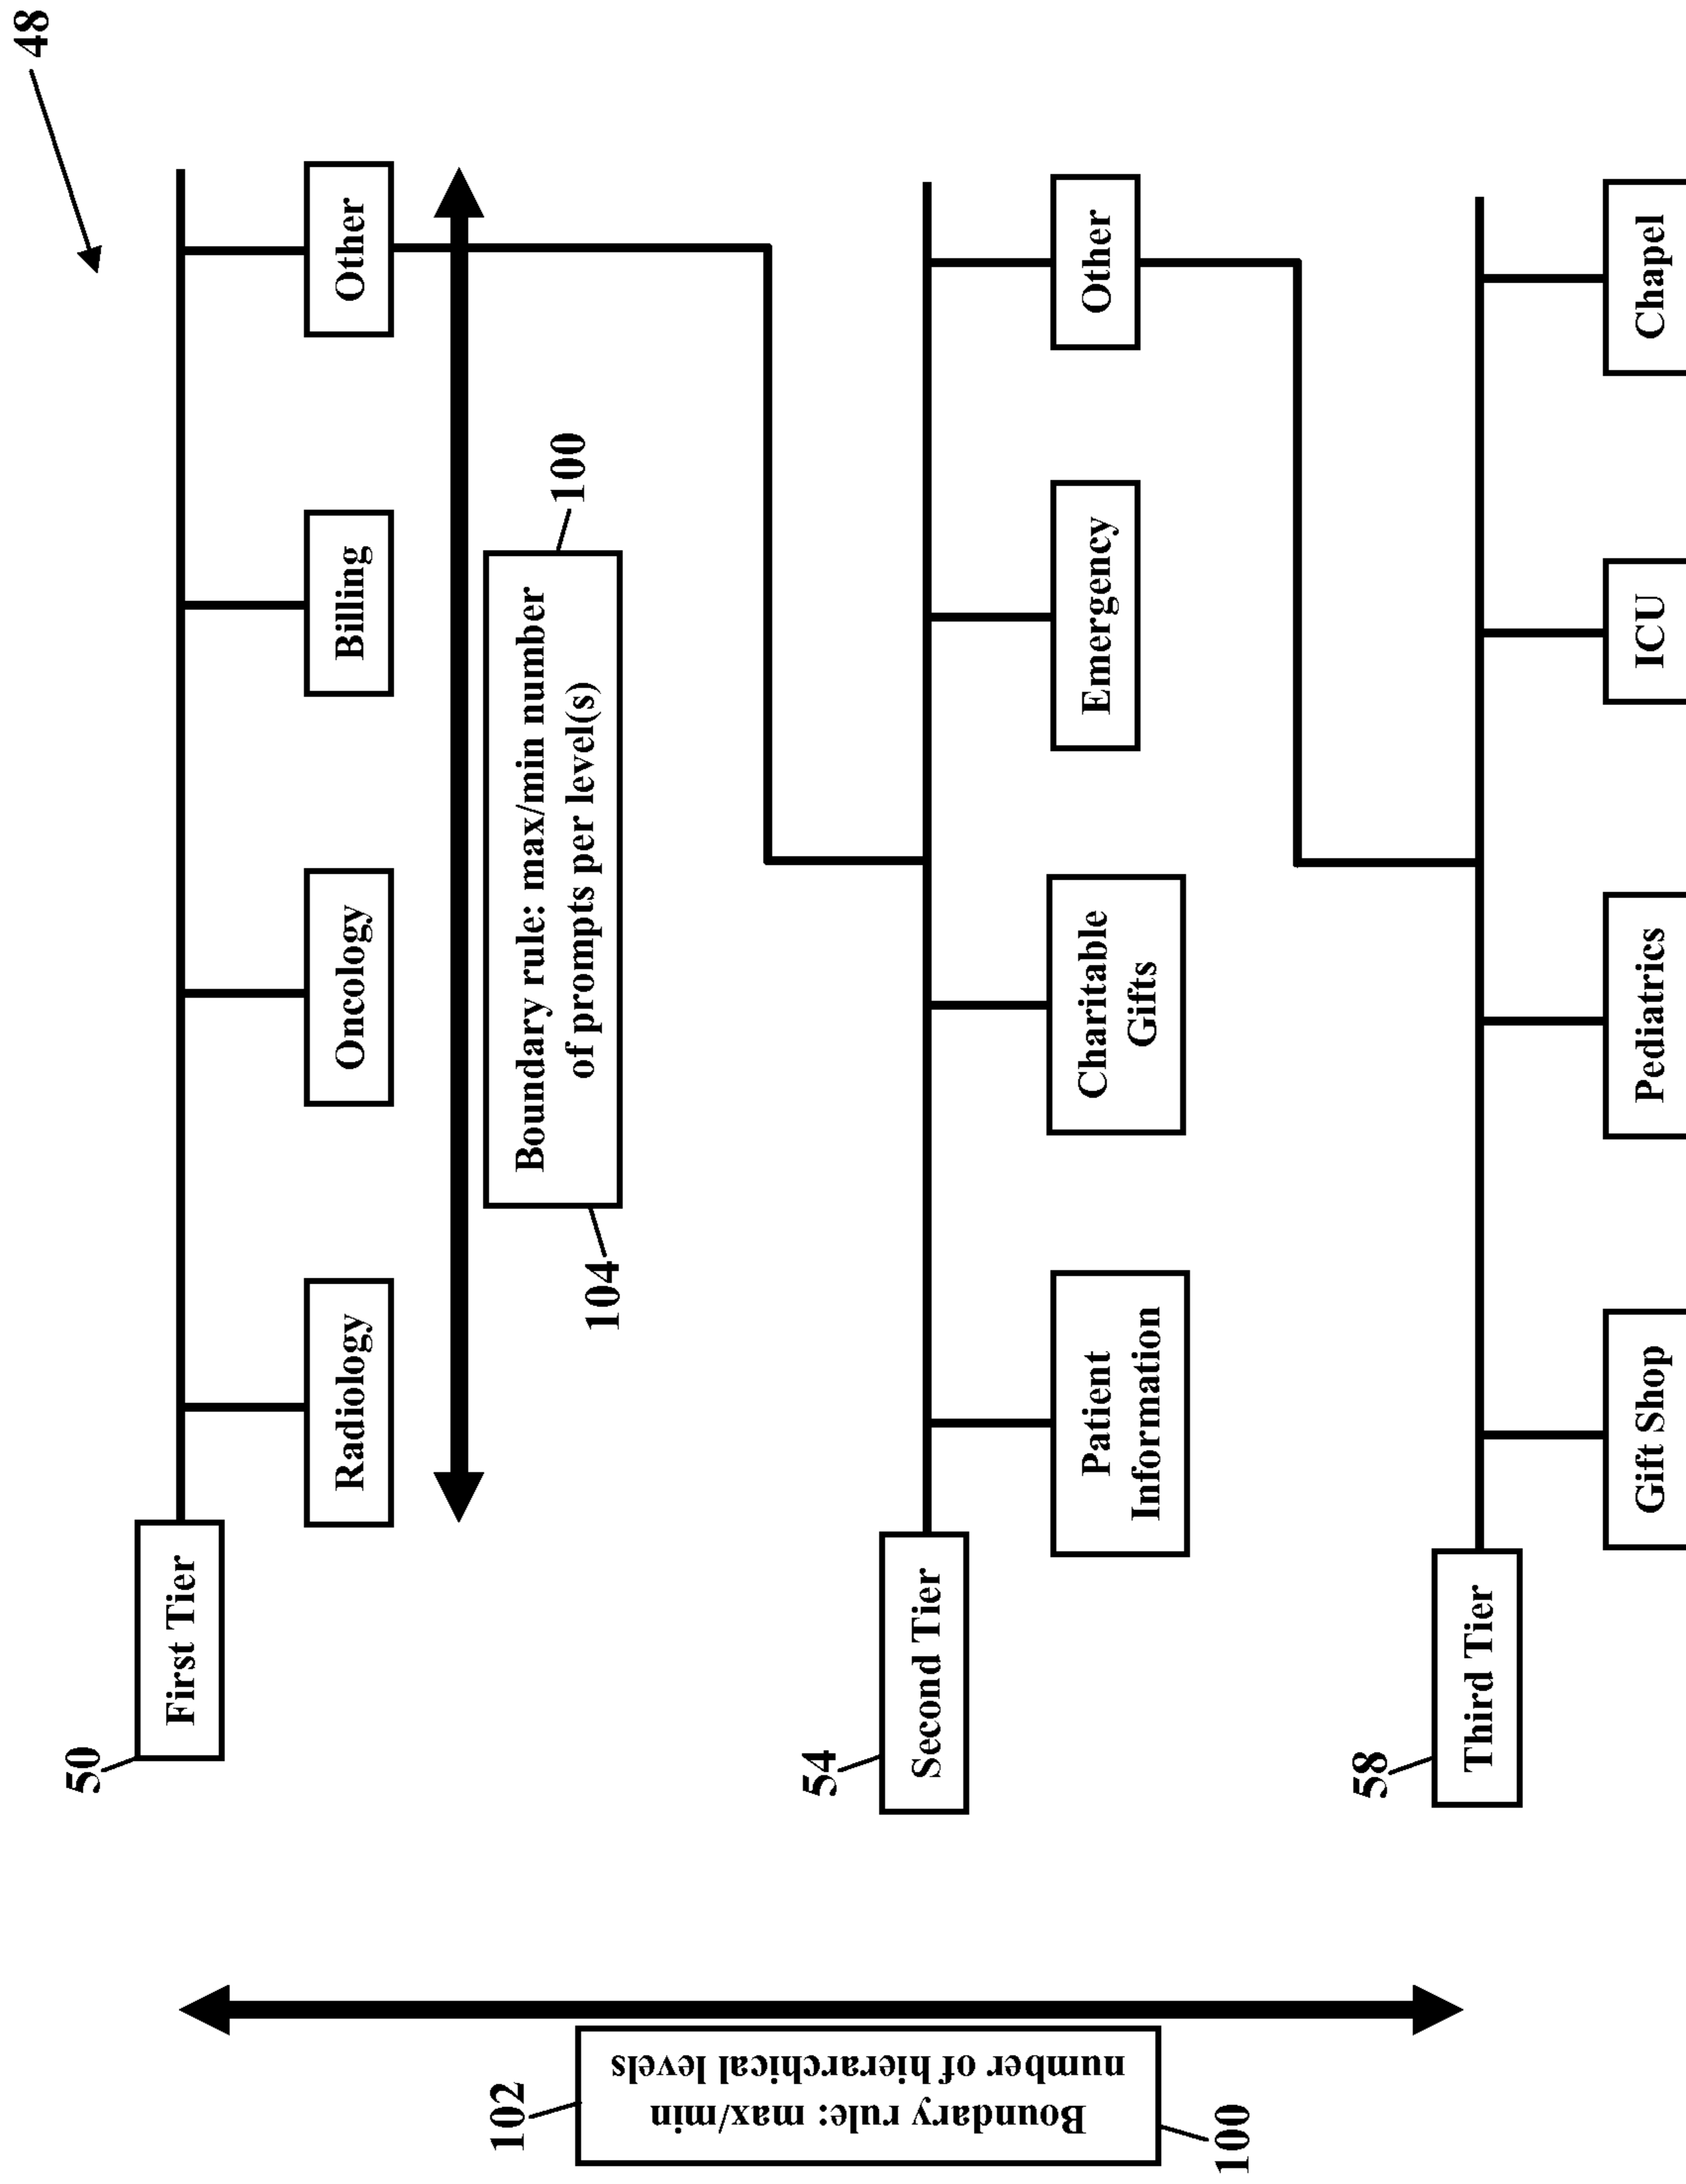 48
50
First Tier
Radiology
Oncology
Billing
Other
104
Boundary rule: max/min number
of prompts per level(s)
100
54
Second Tier
Patient
Information
Charitable
Gifts
Emergency
Other
58
Third Tier
Gift Shop
Pediatrics
ICU
Chapel
102
Boundary rule: max/min
number of hierarchical levels
100